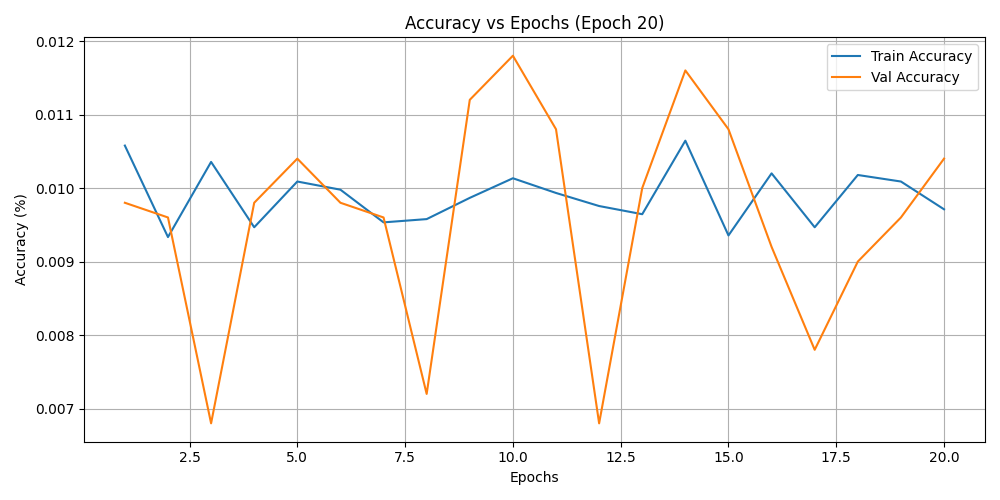 Accuracy vs Epochs (Epoch 20)
0.012
0.011
0.010
0.009
0.008
0.007
Accuracy (%)
Train Accuracy
Val Accuracy
2.5 5.0 7.5 10.0 12.5 15.0 17.5 20.0
Epochs